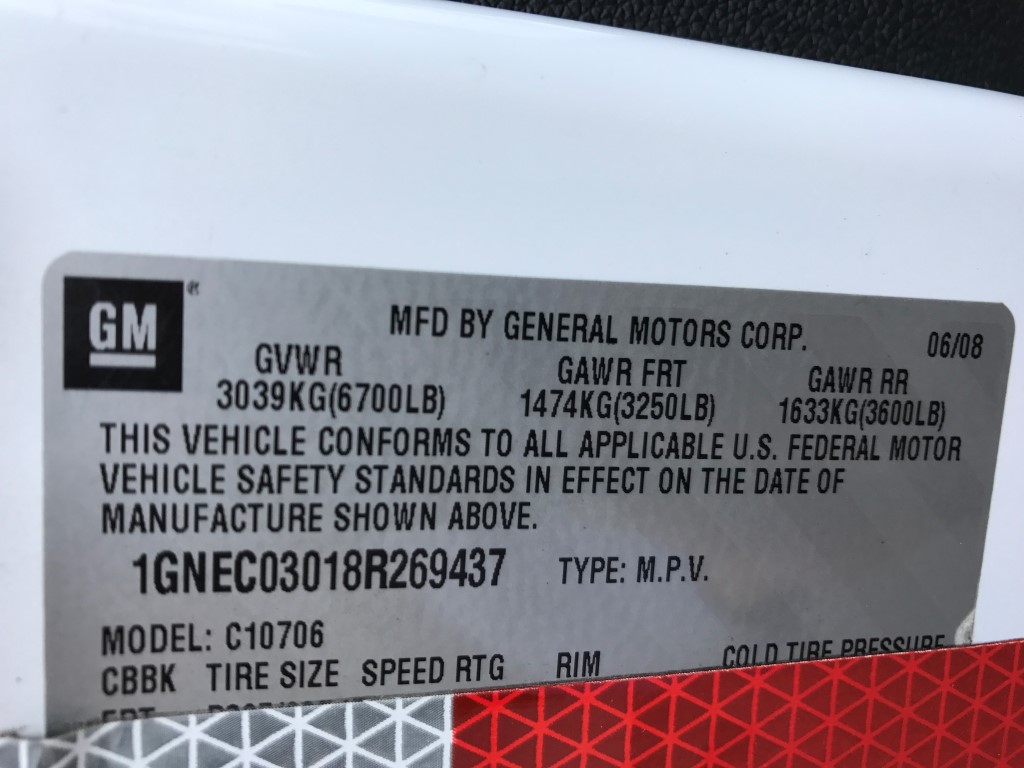 GM ®
MFD BY GENERAL MOTORS CORP. 06/08
GVWR GAWR FRT GAWR RR
3039KG(6700LB) 1474KG(3250LB) 1633KG(3600LB)
THIS VEHICLE CONFORMS TO ALL APPLICABLE U.S. FEDERAL MOTOR
VEHICLE SAFETY STANDARDS IN EFFECT ON THE DATE OF
MANUFACTURE SHOWN ABOVE.
1GNEC03018R269437 TYPE: M.P.V.
MODEL: C10706
CBBK TIRE SIZE SPEED RTG RIM COLD TIRE PRESSURE
FRT